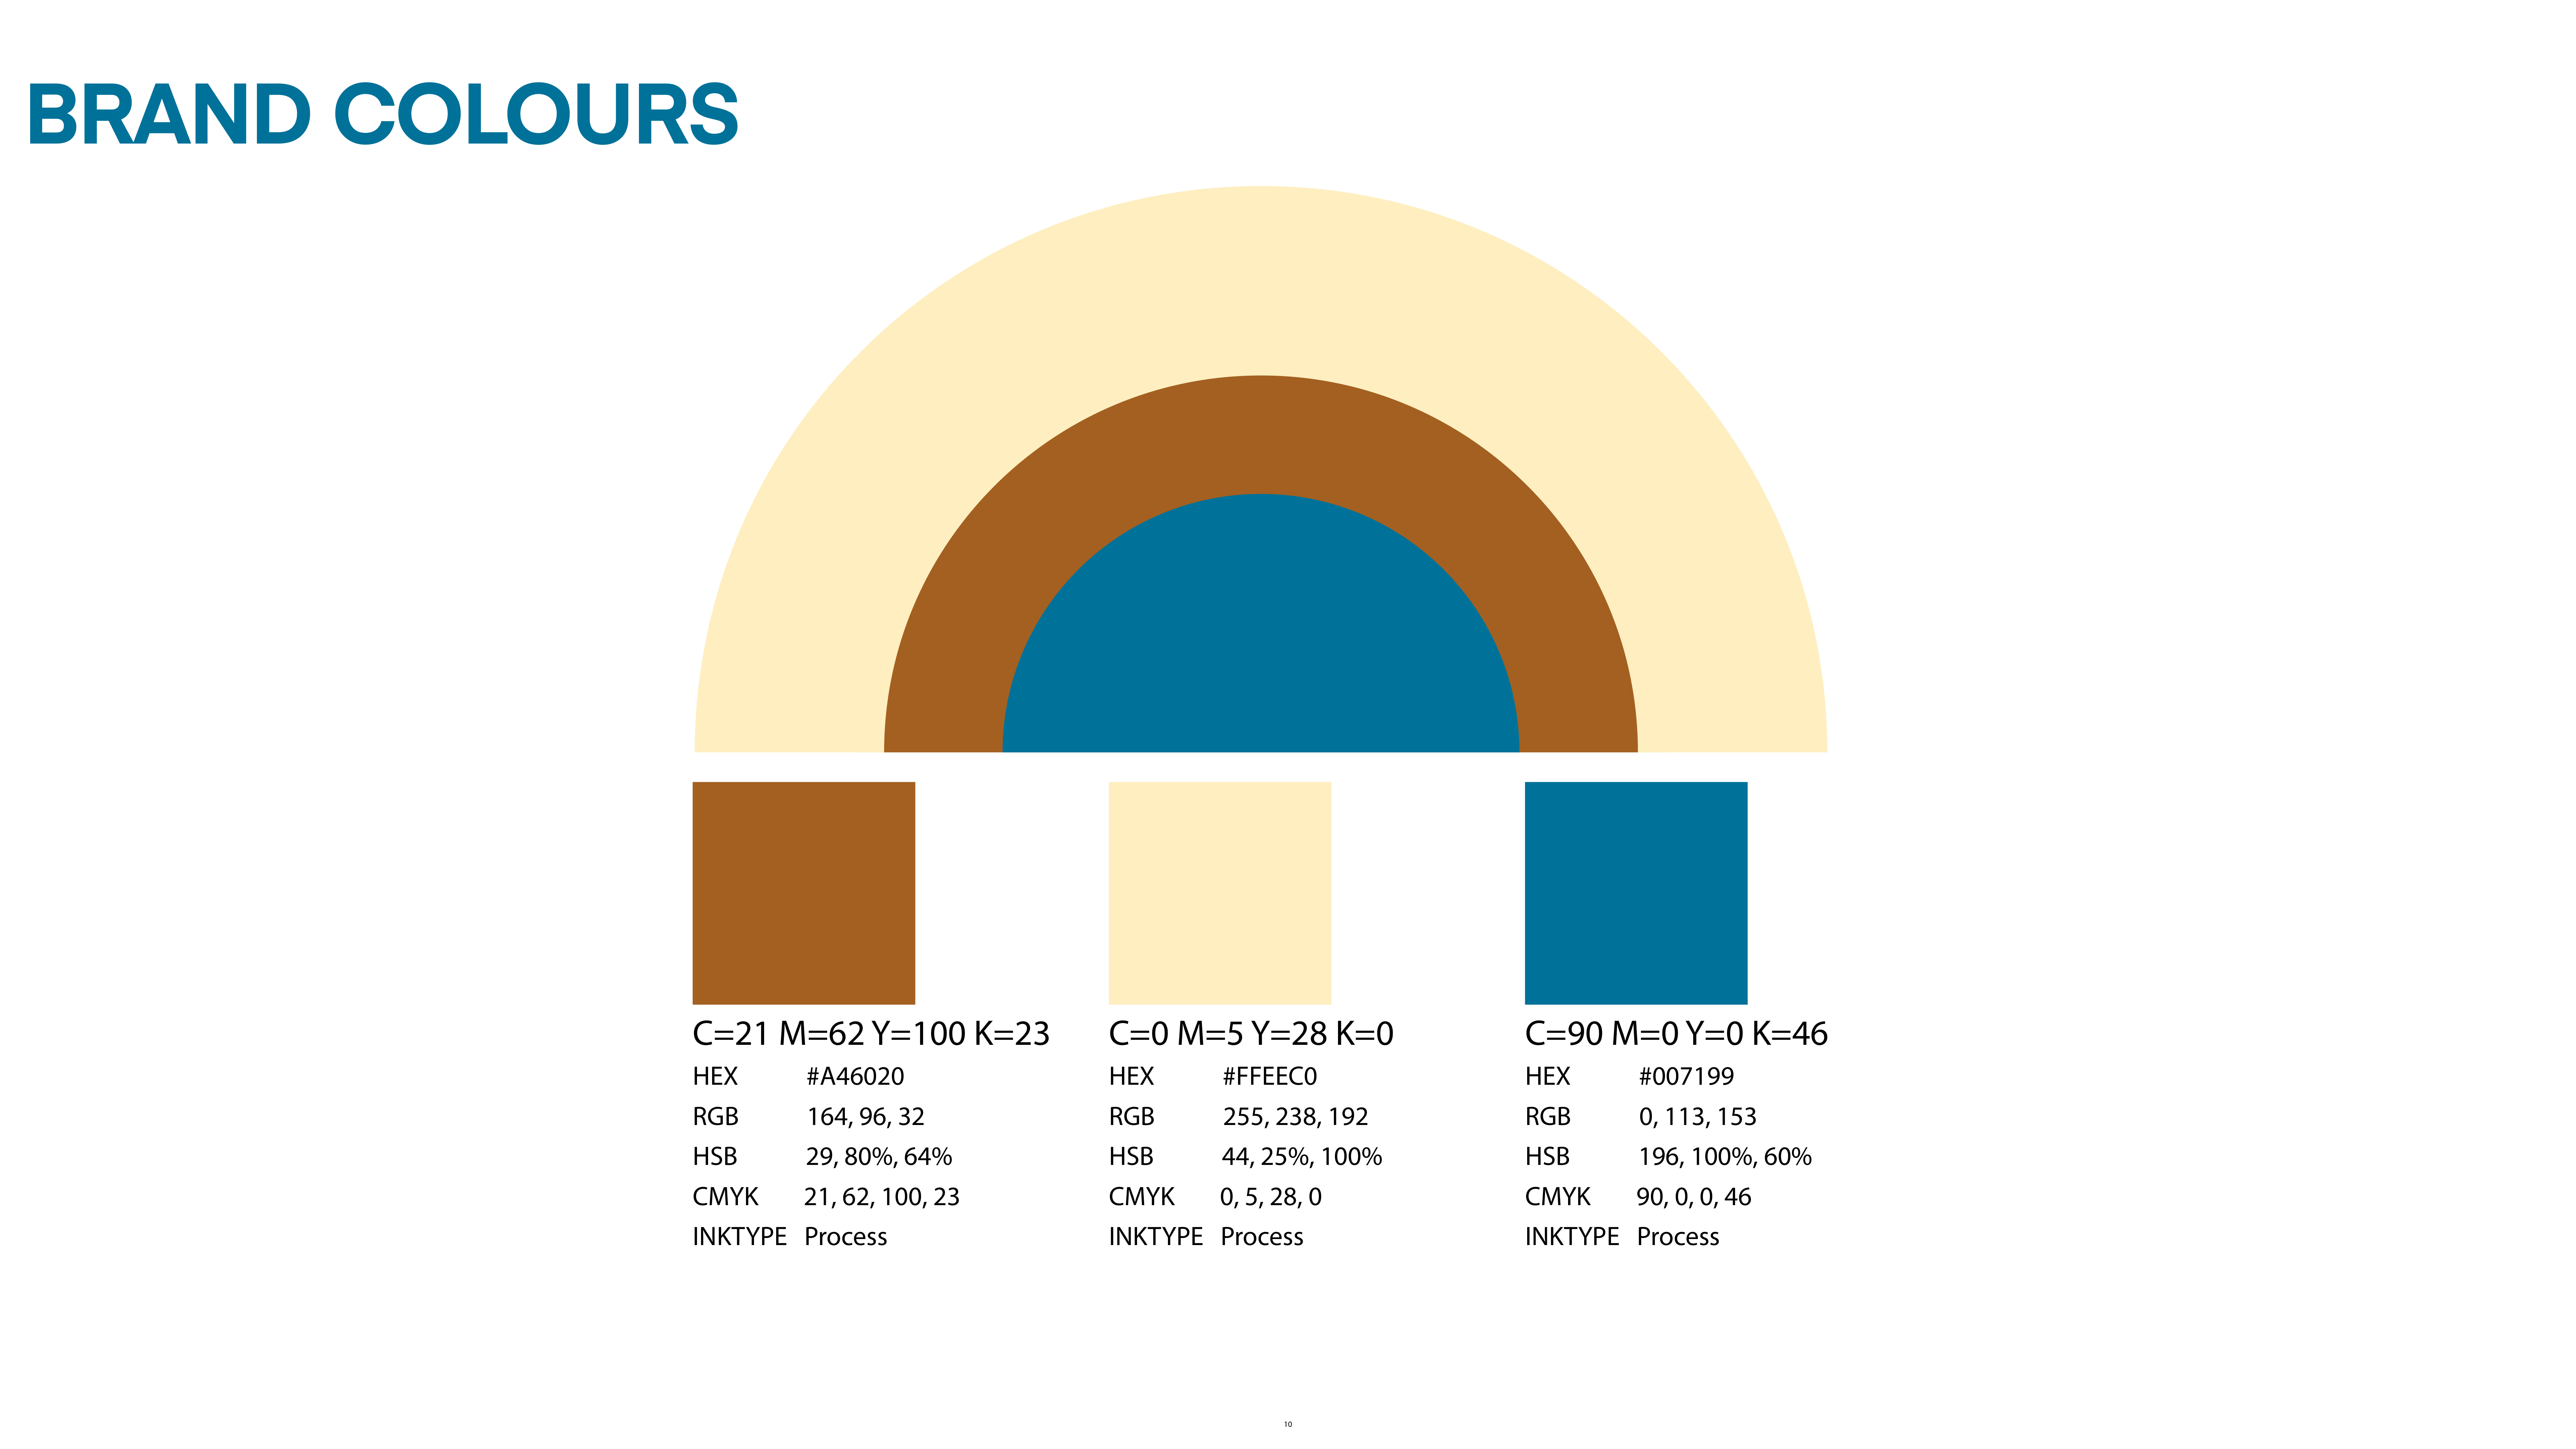 BRAND COLOURS
C=21 M=62 Y=100 K=23
HEX #A46020
RGB 164, 96, 32
HSB 29, 80%, 64%
CMYK 21, 62, 100, 23
INKTYPE Process
C=0 M=5 Y=28 K=0
HEX #FFEEC0
RGB 255, 238, 192
HSB 44, 25%, 100%
CMYK 0, 5, 28, 0
INKTYPE Process
C=90 M=0 Y=0 K=46
HEX #007199
RGB 0, 113, 153
HSB 196, 100%, 60%
CMYK 90, 0, 0, 46
INKTYPE Process
10